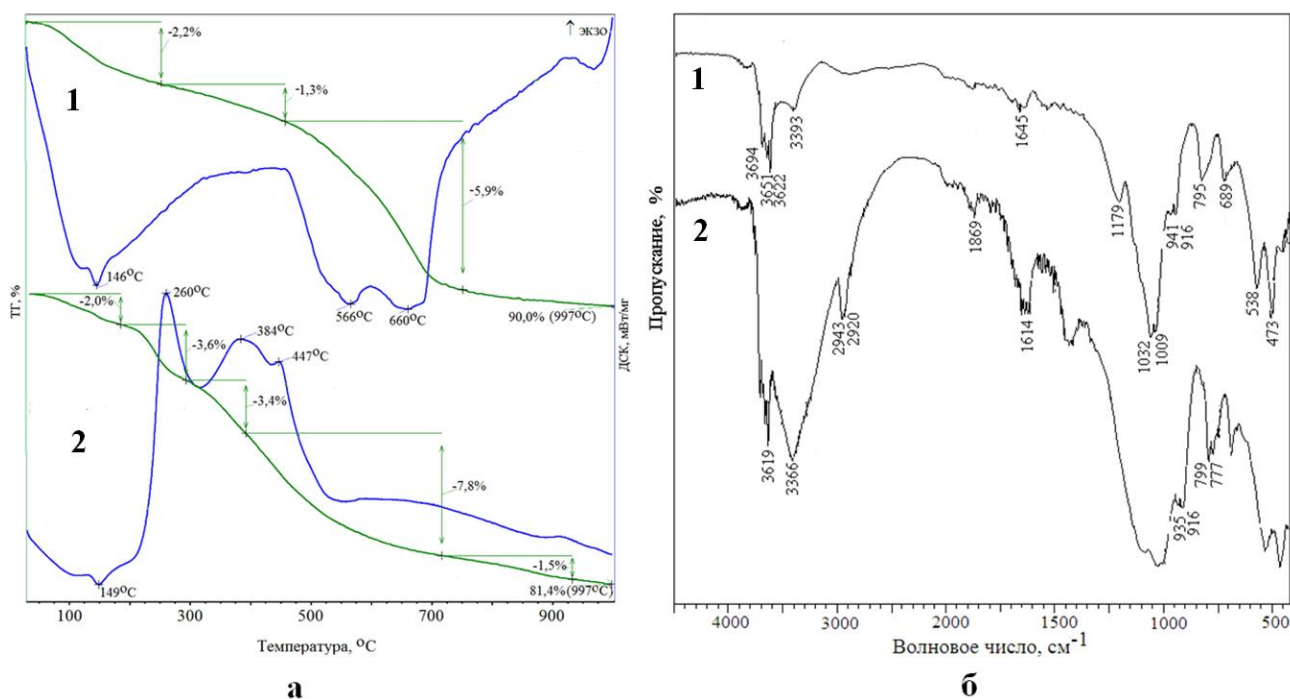 ↑ экзо
-2,2%
1
-1,3%
-5,9%
146°C
566°C
660°C
90,0% (997°C)
260°C
-2,0%
384°C
-3,6%
447°C
-3,4%
2
-7,8%
-1,5%
149°C
81,4% (997°C)
ТГ, %
ДСК, мВт/мг
100 300 500 700 900
Температура, °C
а
1
3694
3651
3622
3393
1645
1179
1032
1009
941
916
795
689
538
473
2
3619
3366
2943
2920
1869
1614
935
916
799
777
Пропускание, %
4000 3000 2000 1500 1000 500
Волновое число, см-1
б